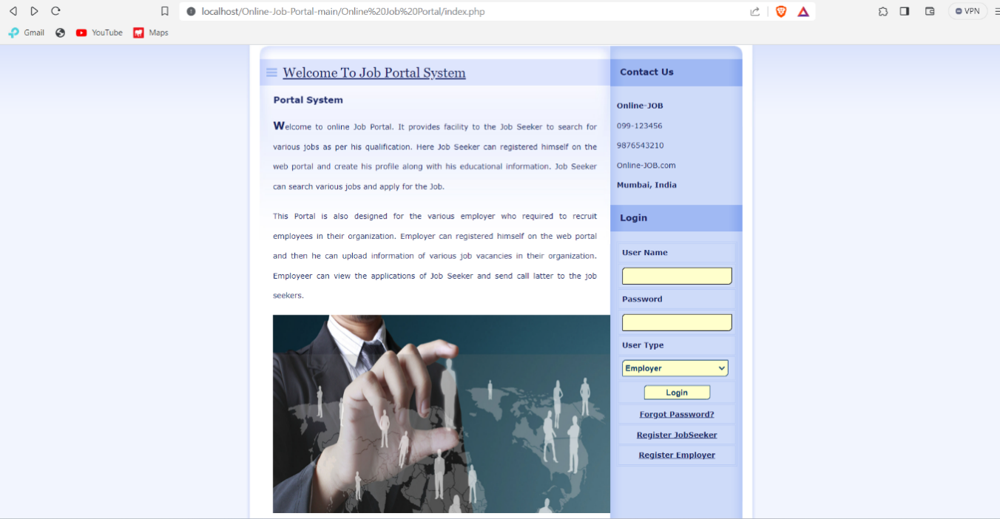 localhost/Online-Job-Portal-main/Online%20Job%20Portal/index.php
VPN
Gmail
YouTube
Maps
Welcome To Job Portal System
Portal System
Welcome to online Job Portal. It provides facility to the Job Seeker to search for
various jobs as per his qualification. Here Job Seeker can registered himself on the
web portal and create his profile along with his educational information. Job Seeker
can search various jobs and apply for the Job.
This Portal is also designed for the various employer who required to recruit
employees in their organization. Employer can registered himself on the web portal
and then he can upload information of various job vacancies in their organization.
Employeer can view the applications of Job Seeker and send call latter to the job
seekers.
Contact Us
Online-JOB
099-123456
9876543210
Online-JOB.com
Mumbai, India
Login
User Name
Password
User Type
Employer
Login
Forgot Password?
Register JobSeeker
Register Employer